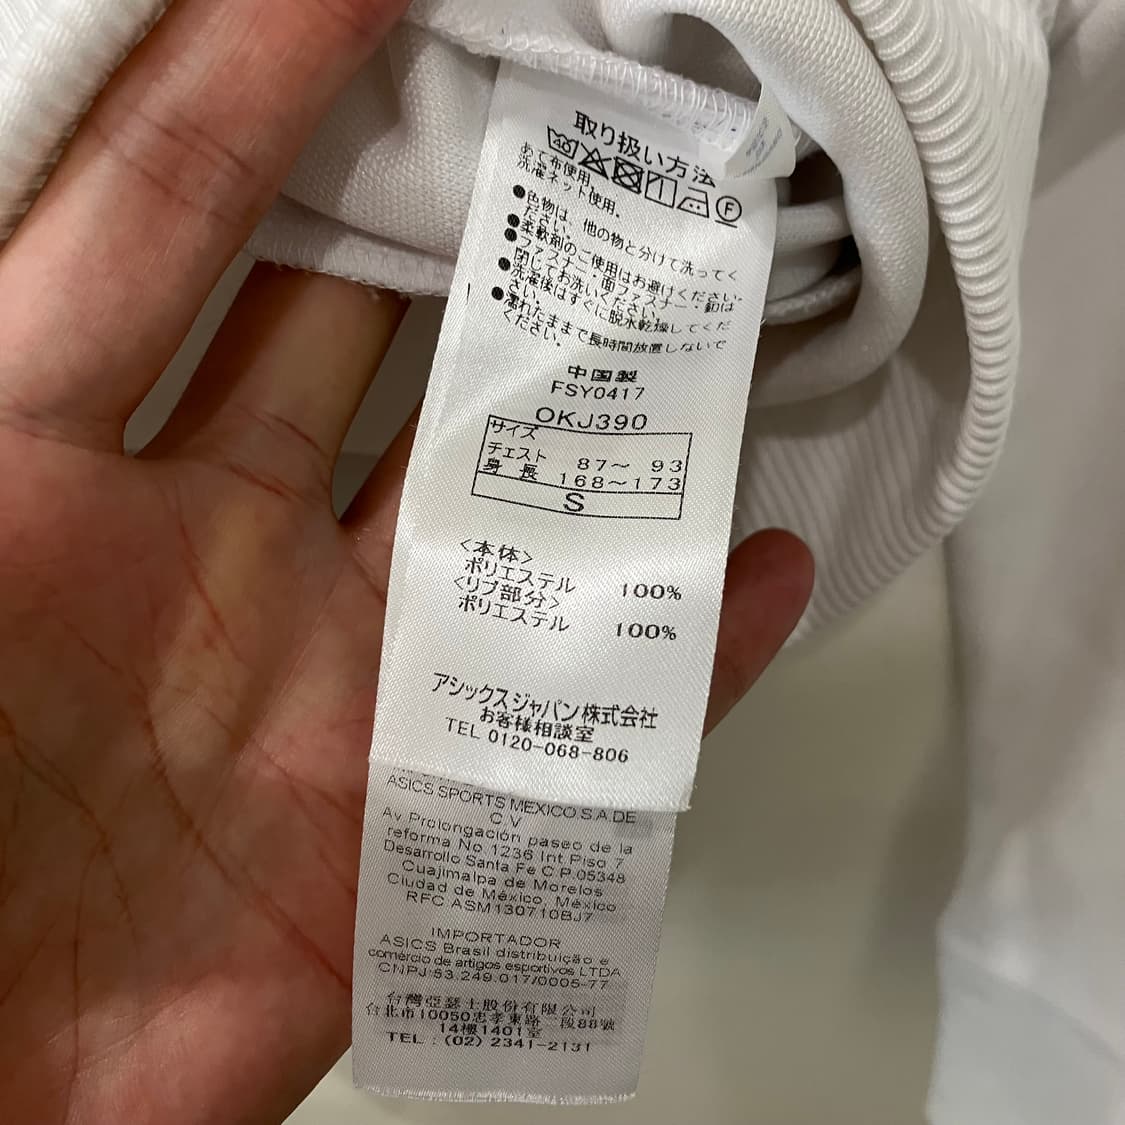 取り扱い方法
40
F
あて布使用
洗濯ネット使用。
●色物は、他の物と分けて洗ってく
ださい。
●柔軟剤のご使用はお避けください。
●ファスナー・面ファスナー・釦は
閉じてお洗いください。
●洗濯後はすぐに脱水乾燥してくだ
さい。
●濡れたままで長時間放置しないで
ください。
中国製
FSY0417
OKJ390
サイズ
チェスト 87～ 93
身 長 168～173
S
<本体>
ポリエステル 100%
<リブ部分>
ポリエステル 100%
アシックスジャパン株式会社
お客様相談室
TEL 0120-068-806
ASICS SPORTS MEXICO.S.A.DE
C.V
Av Prolongación paseo de la
reforma No 1236 Int Piso 7
Desarrollo Santa Fe C P 05348
Cuajimalpa de Morelos
Ciudad de México, México
RFC ASM130710BJ7
IMPORTADOR
ASICS Brasil distribuição e
comércio de artigos esportivos LTDA
CNPJ:53.249.017/0005-77
台灣亞瑟士股份有限公司
台北市10050忠孝東路二段88號
14樓1401室
TEL : (02) 2341-2131